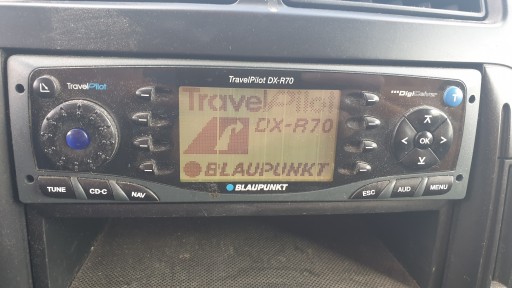 TravelPilot DX-R70
TravelPilot
DigiCeiver
TravelPilot
DX-R70
BLAUPUNKT
OK
TUNE
CD-C
NAV
BLAUPUNKT
ESC
AUD
MENU